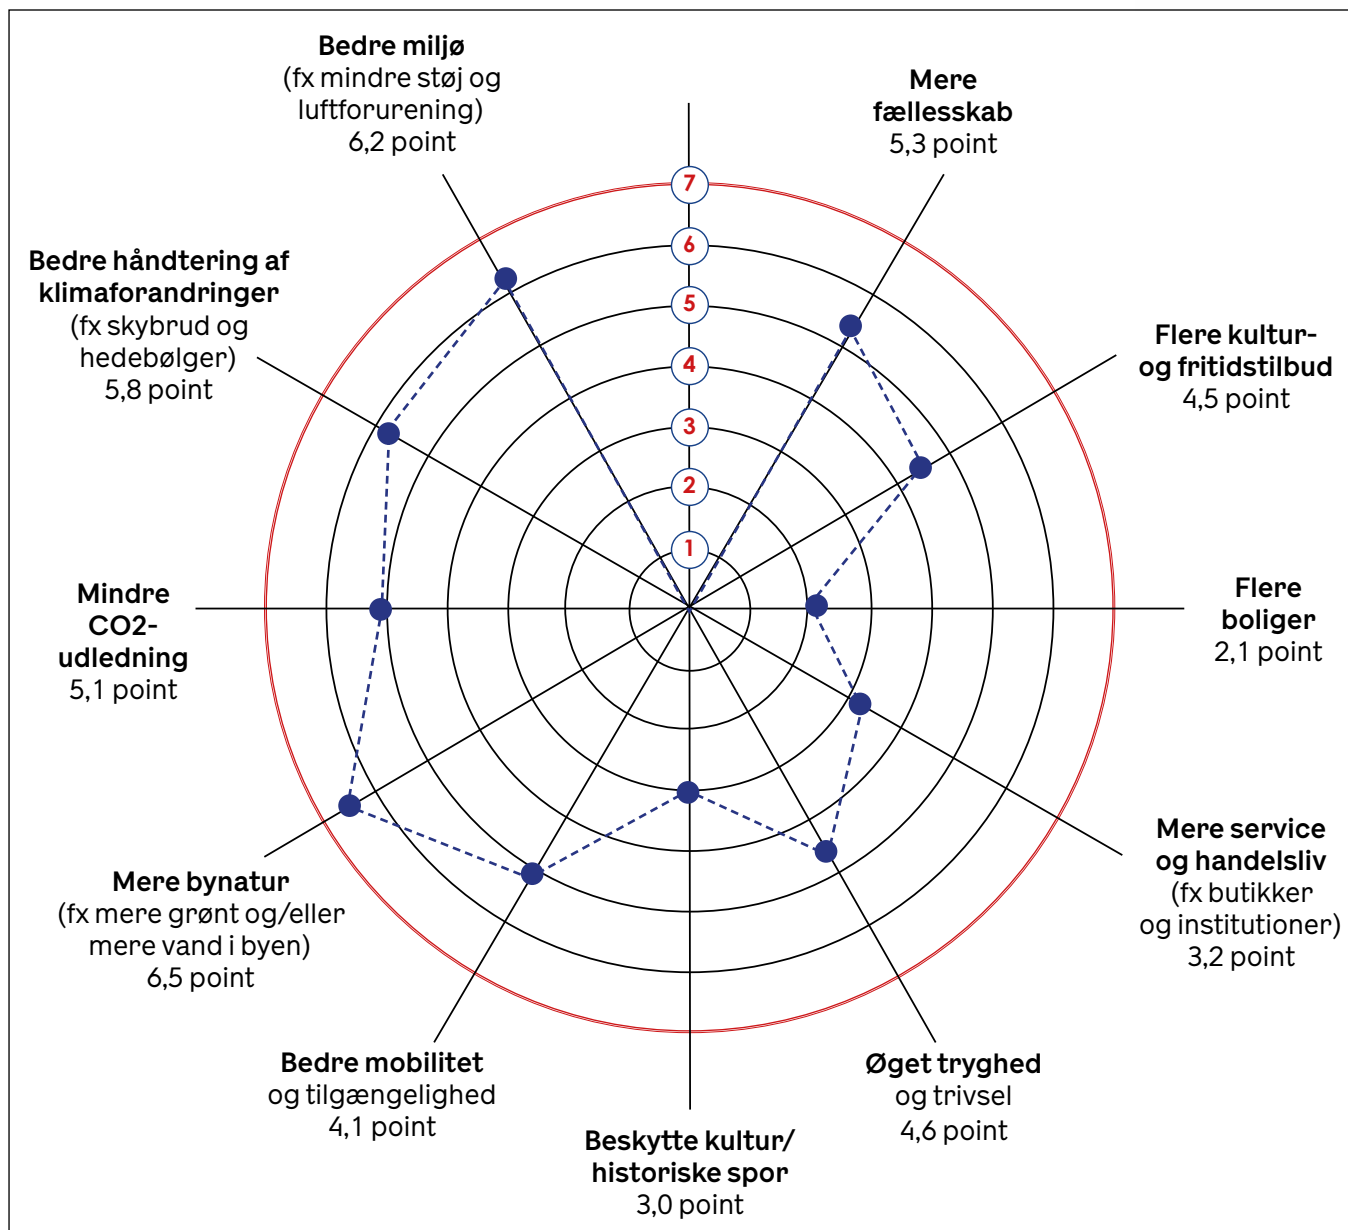 Bedre miljø
(fx mindre støj og
luftforurening)
6,2 point
Mere
fællesskab
5,3 point
Flere kultur-
og fritidstilbud
4,5 point
Flere
boliger
2,1 point
Mere service
og handelsliv
(fx butikker
og institutioner)
3,2 point
Øget tryghed
og trivsel
4,6 point
Beskytte kultur/
historiske spor
3,0 point
Bedre mobilitet
og tilgængelighed
4,1 point
Mere bynatur
(fx mere grønt og/eller
mere vand i byen)
6,5 point
Mindre
CO2-
udledning
5,1 point
Bedre håndtering af
klimaforandringer
(fx skybrud og
hedebølger)
5,8 point
7
6
5
4
3
2
1